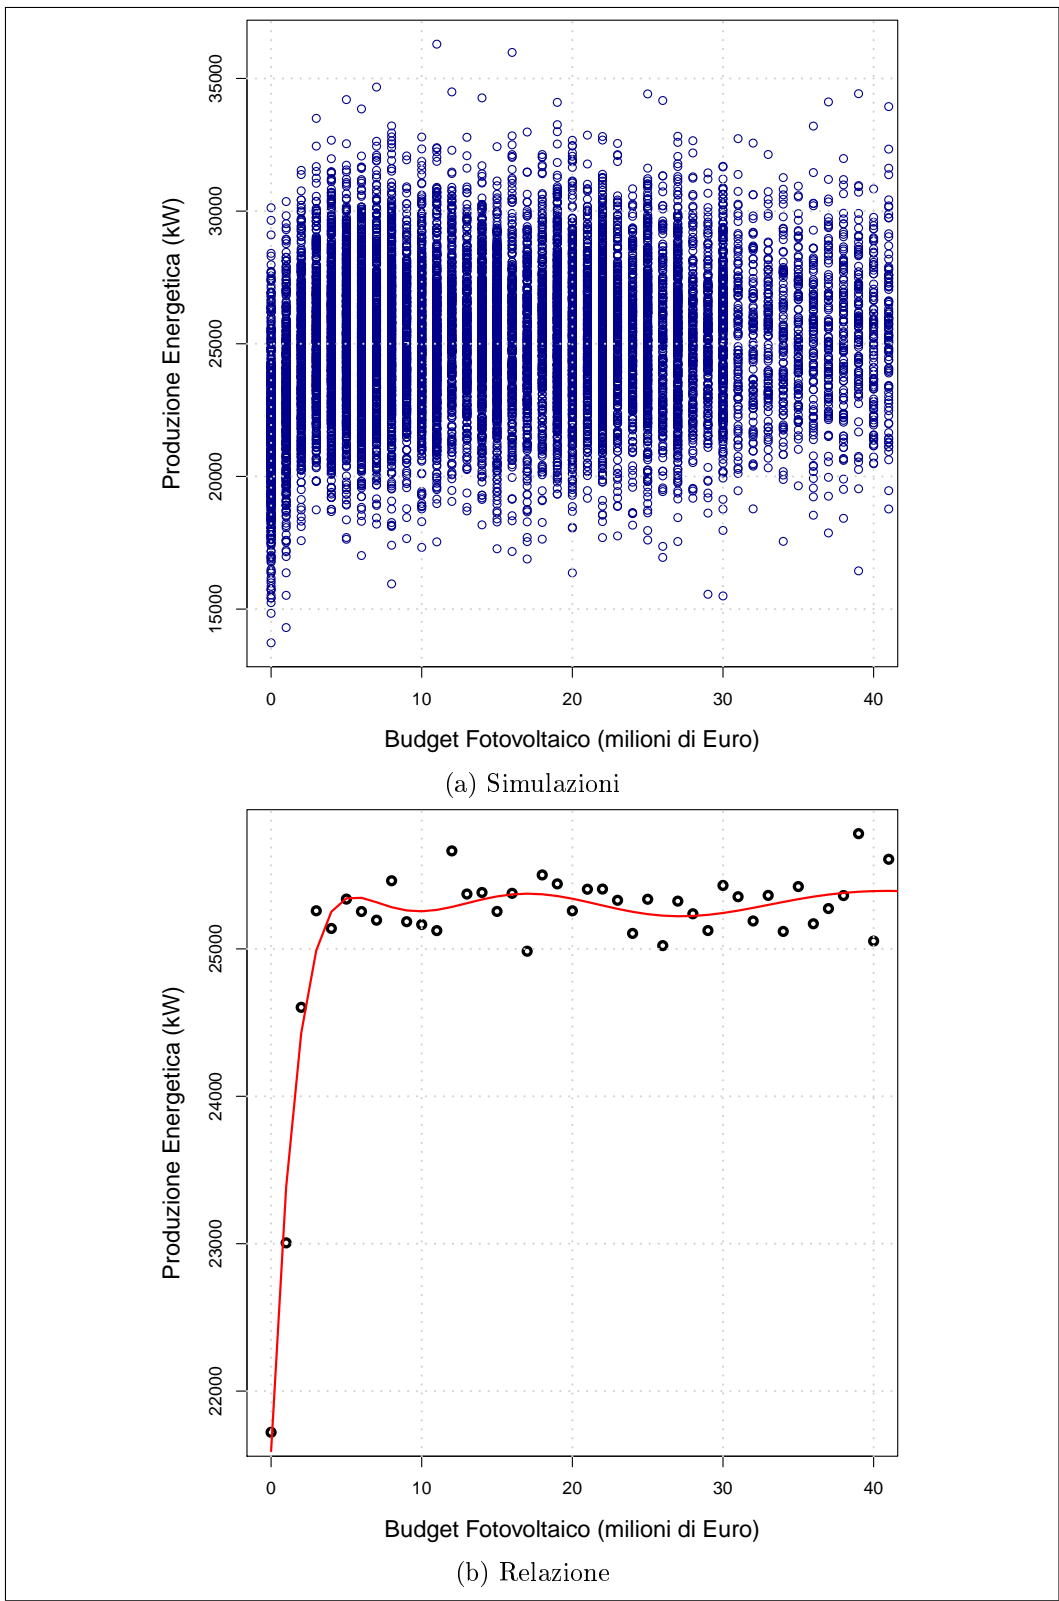 35000
30000
25000
20000
15000
Produzione Energetica (kW)
0 10 20 30 40
Budget Fotovoltaico (milioni di Euro)
(a) Simulazioni
25000
24000
23000
22000
Produzione Energetica (kW)
0 10 20 30 40
Budget Fotovoltaico (milioni di Euro)
(b) Relazione